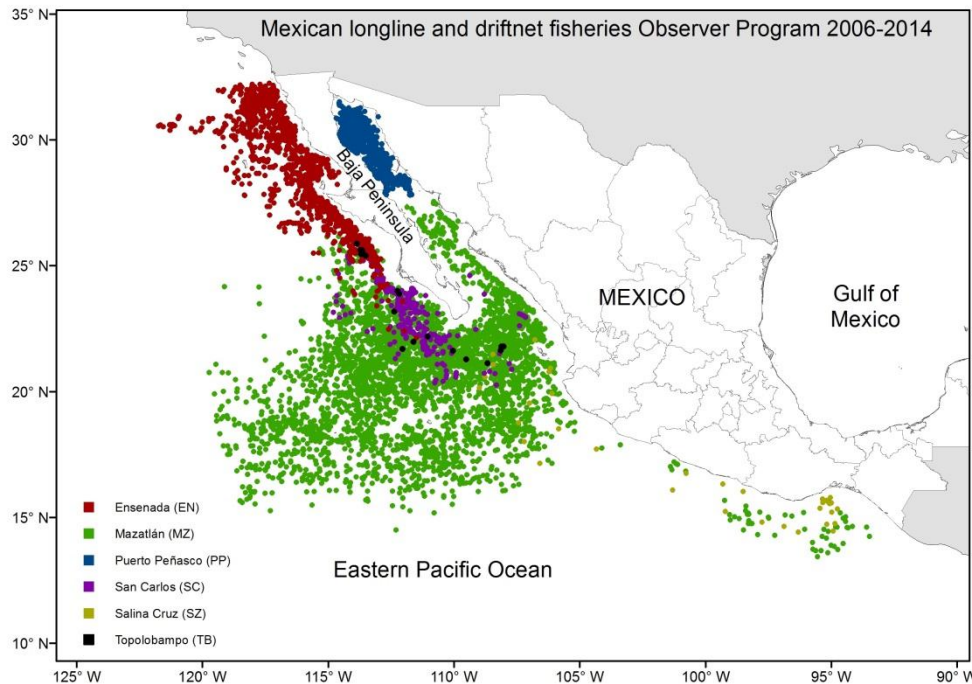 Mexican longline and driftnet fisheries Observer Program 2006-2014
35° N
30° N
25° N
20° N
15° N
10° N
Baja Peninsula
MEXICO
Gulf of
Mexico
Eastern Pacific Ocean
Ensenada (EN)
Mazatlán (MZ)
Puerto Peñasco (PP)
San Carlos (SC)
Salina Cruz (SZ)
Topolobampo (TB)
125° W
120° W
115° W
110° W
105° W
100° W
95° W
90° W